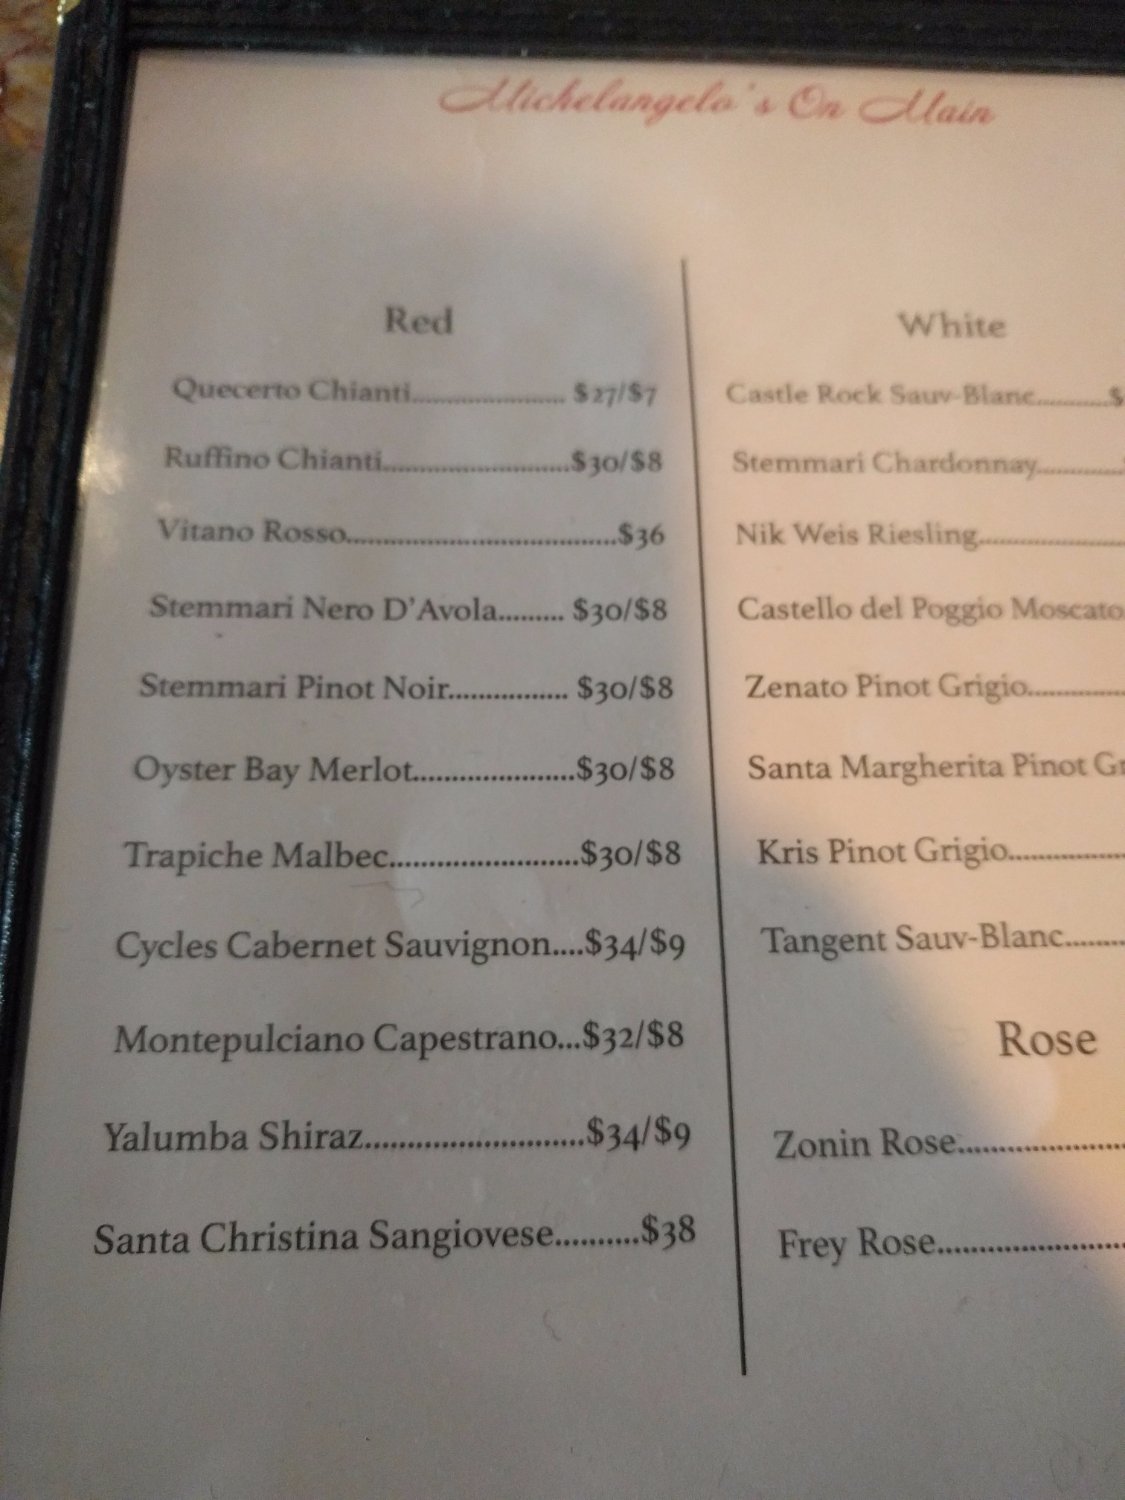 Michelangelo's On Main
Red
Quecerto Chianti..................... $27/$7
Ruffino Chianti.........................$30/$8
Vitano Rosso.....................................$36
Stemmari Nero D'Avola......... $30/$8
Stemmari Pinot Noir................ $30/$8
Oyster Bay Merlot.....................$30/$8
Trapiche Malbec.........................$30/$8
Cycles Cabernet Sauvignon....$34/$9
Montepulciano Capestrano...$32/$8
Yalumba Shiraz..........................$34/$9
Santa Christina Sangiovese..........$38
White
Castle Rock Sauv-Blanc..........$
Stemmari Chardonnay...........
Nik Weis Riesling....................
Castello del Poggio Moscato
Zenato Pinot Grigio.............
Santa Margherita Pinot Gr
Kris Pinot Grigio...............
Tangent Sauv-Blanc........
Rose
Zonin Rose....................
Frey Rose.......................